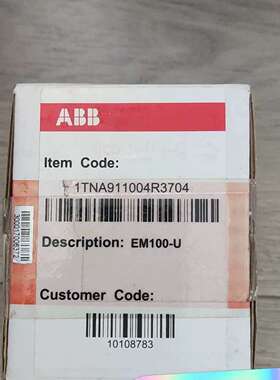 ABB
Item Code:
1TNA911004R3704
Description: EM100-U
Customer Code:
10108783